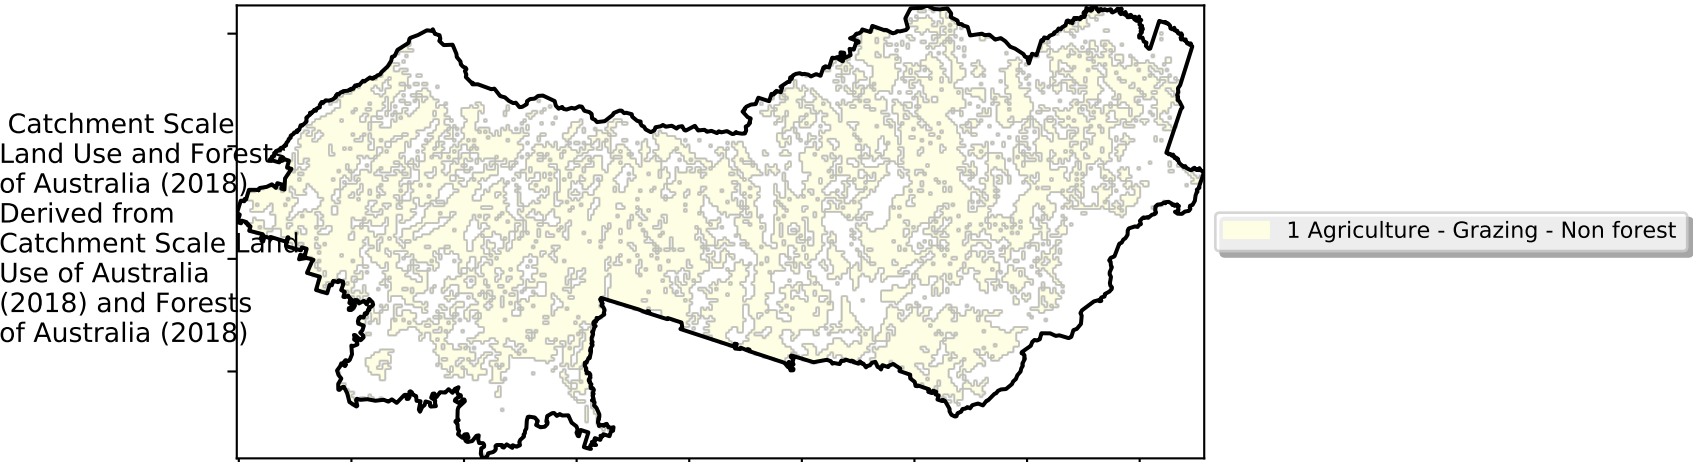 Catchment Scale
Land Use and Forests
of Australia (2018)
Derived from
Catchment Scale Land
Use of Australia
(2018) and Forests
of Australia (2018)
1 Agriculture - Grazing - Non forest